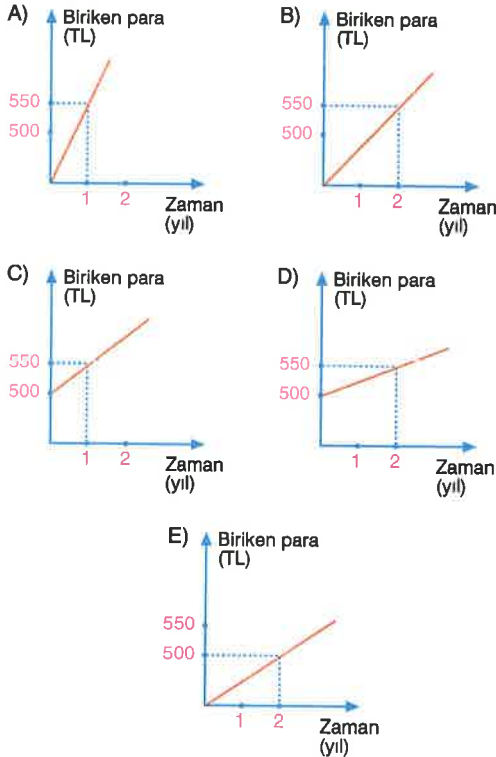 A) Biriken para
(TL)
550
500
1 2 Zaman
(yıl)
B) Biriken para
(TL)
550
500
1 2 Zaman
(yıl)
C) Biriken para
(TL)
550
500
1 2 Zaman
(yıl)
D) Biriken para
(TL)
550
500
1 2 Zaman
(yıl)
E) Biriken para
(TL)
550
500
1 2 Zaman
(yıl)